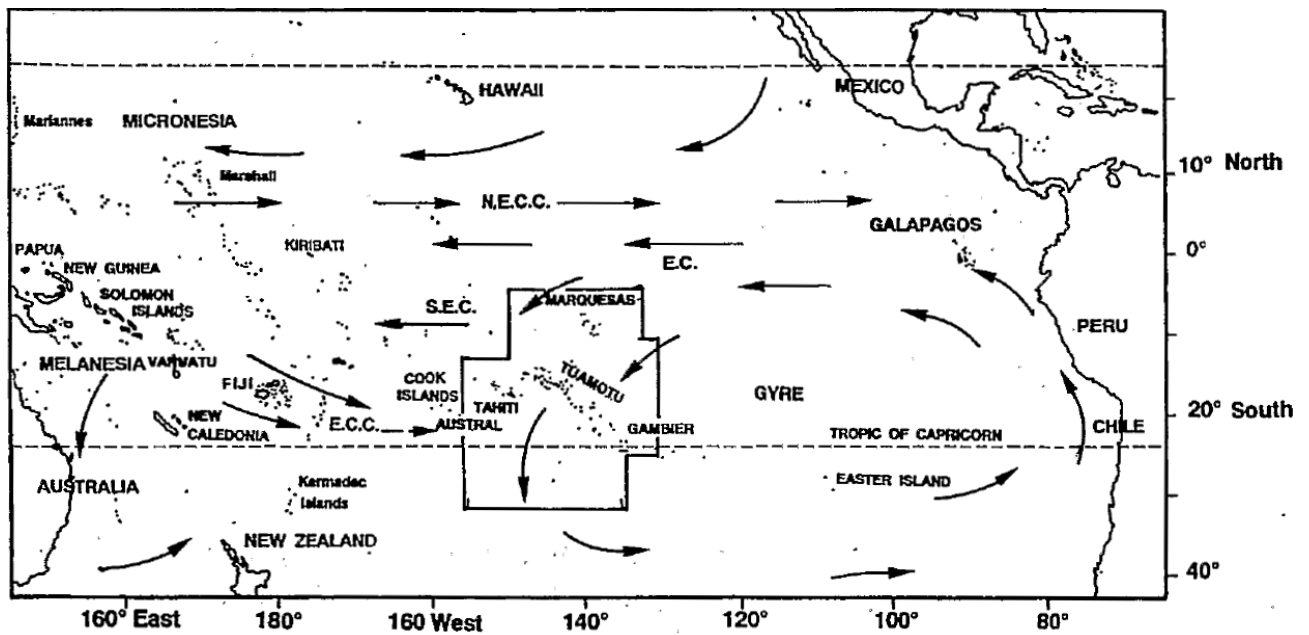 HAWAII
MEXICO
Mariannes
MICRONESIA
10° North
Marshall
N.E.C.C.
GALAPAGOS
KIRIBATI
PAPUA
NEW GUINEA
0°
E.C.
SOLOMON
ISLANDS
MARQUESAS
S.E.C.
PERU
MELANESIA
VANVATU
FIJI
COOK
ISLANDS
TUAMOTU
TAHITI
GYRE
NEW
CALEDONIA
E.C.C.
AUSTRAL
GAMBIER
20° South
TROPIC OF CAPRICORN
CHILE
AUSTRALIA
Kermadec
Islands
EASTER ISLAND
NEW ZEALAND
40°
160° East
180°
160 West
140°
120°
100°
80°